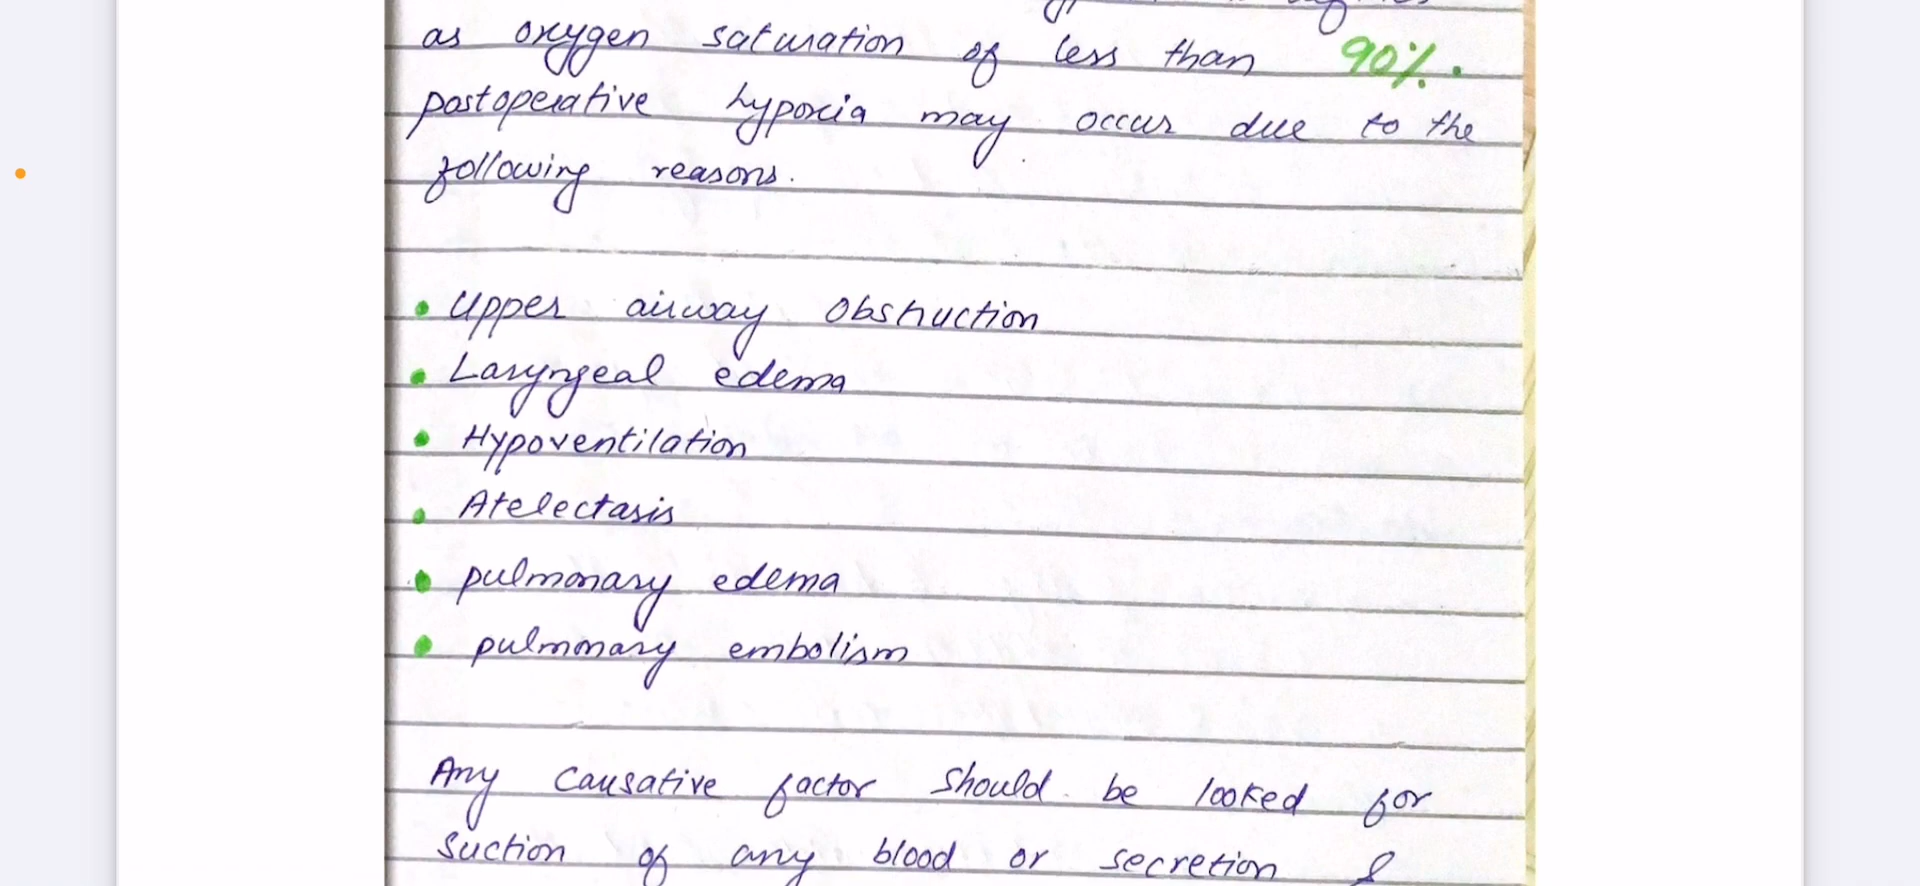 as oxygen saturation of less than 90%.
postoperative hypoxia may occur due to the
following reasons.
• Upper airway Obstruction
• Laryngeal edema
• Hypoventilation
• Atelectasis
• pulmonary edema
• pulmonary embolism
Any causative factor should be looked for
suction of any blood or secretion &